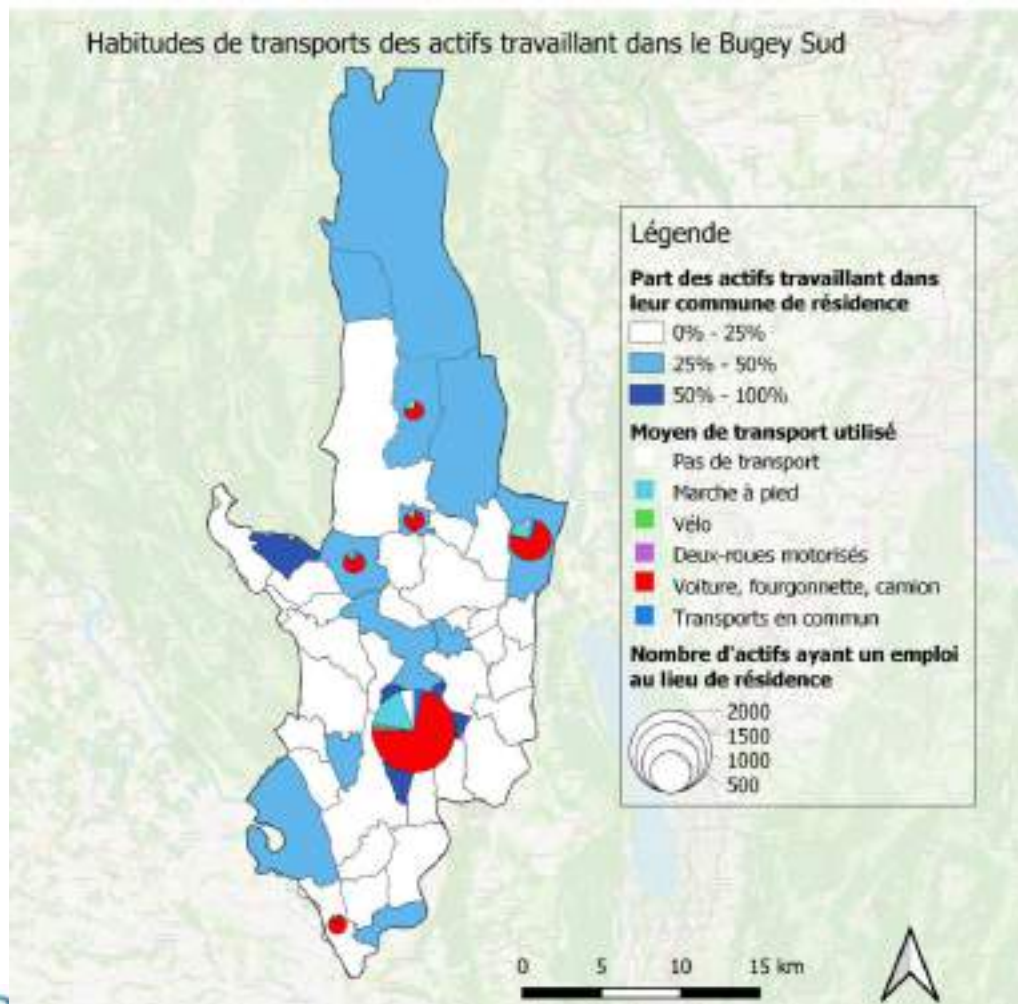 Habitudes de transports des actifs travaillant dans le Bugey Sud
Légende
Part des actifs travaillant dans
leur commune de résidence
0% - 25%
25% - 50%
50% - 100%
Moyen de transport utilisé
Pas de transport
Marche à pied
Vélo
Deux-roues motorisés
Voiture, fourgonnette, camion
Transports en commun
Nombre d'actifs ayant un emploi
au lieu de résidence
2000
1500
1000
500
0 5 10 15 km